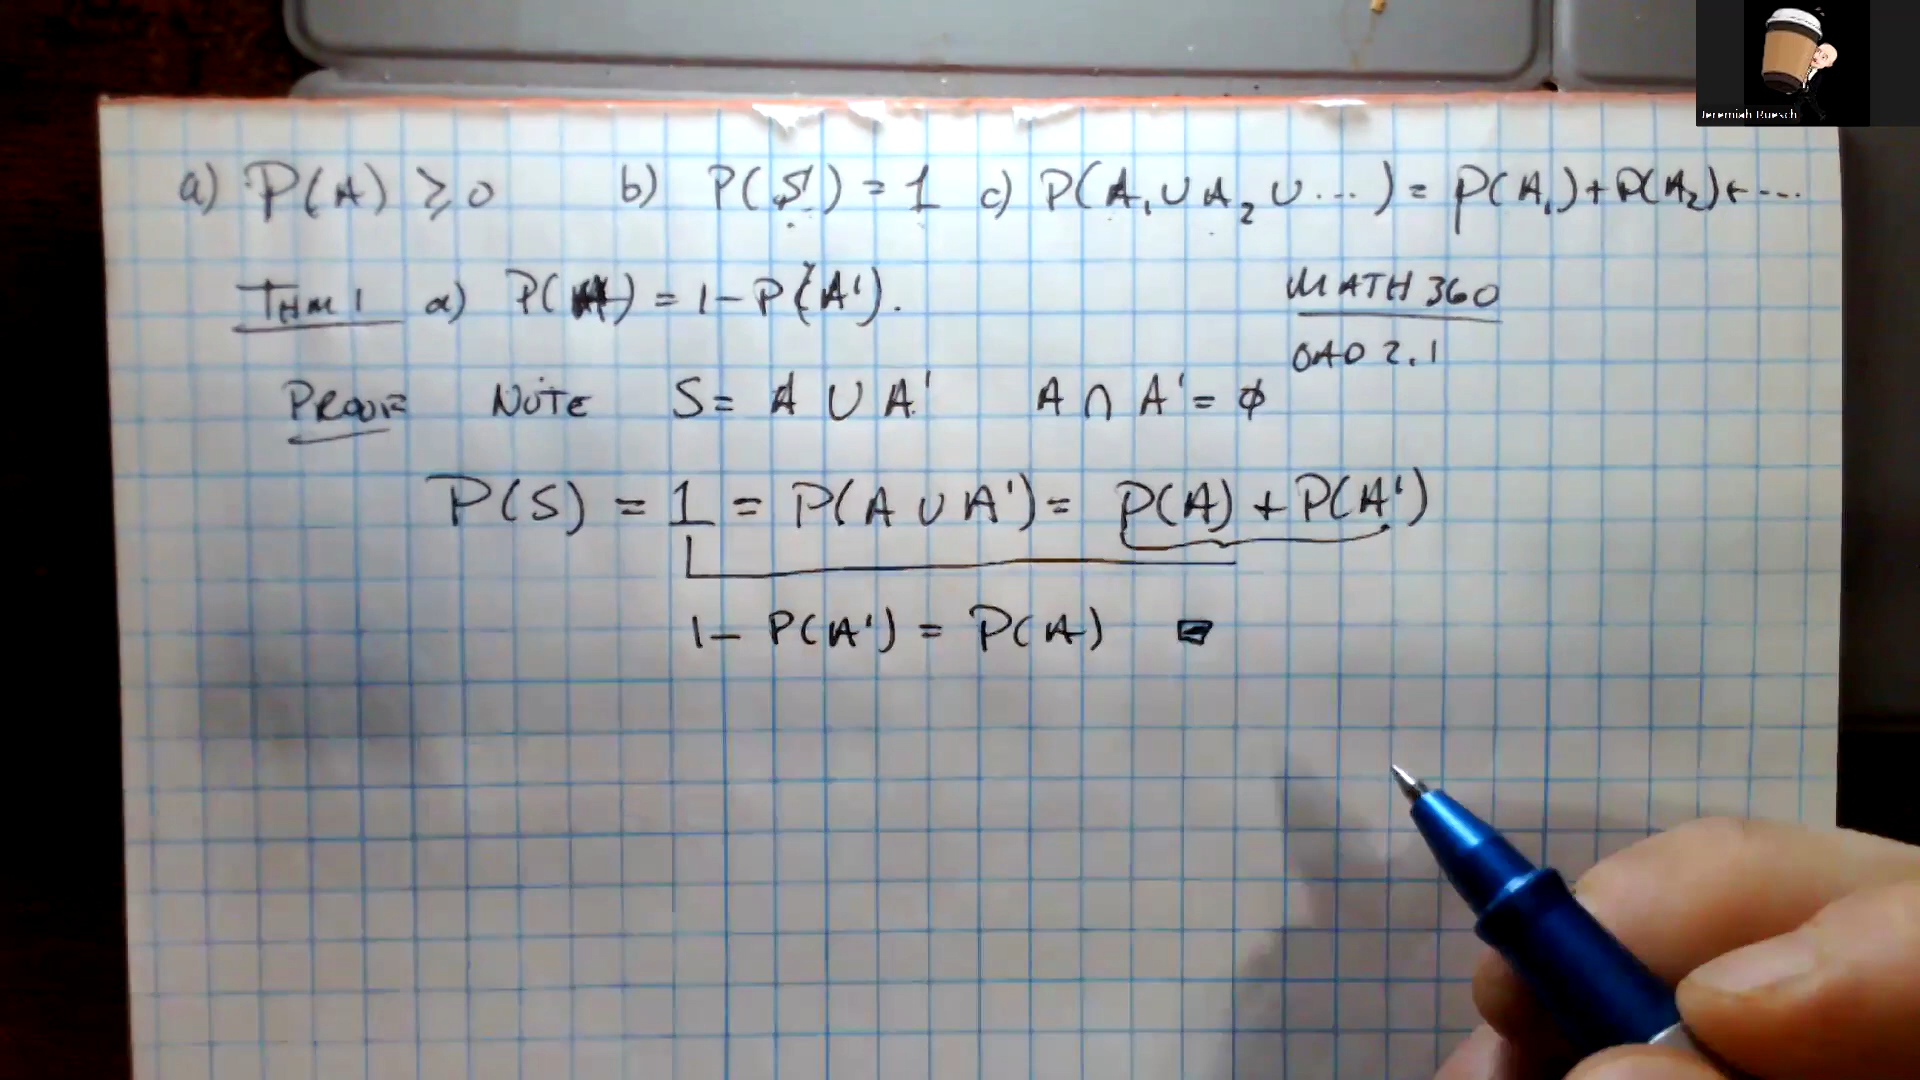 Jeremiah Ruesch
a) P(A) ≥ 0 b) P(S) = 1 c) P(A₁ ∪ A₂ ∪ ...) = P(A₁) + P(A₂) + ...
THM 1 a) P(A) = 1 - P(A').
MATH 360
OAO 2.1
PROOF NOTE S = A ∪ A' A ∩ A' = ∅
P(S) = 1 = P(A ∪ A') = P(A) + P(A')
1 - P(A') = P(A)